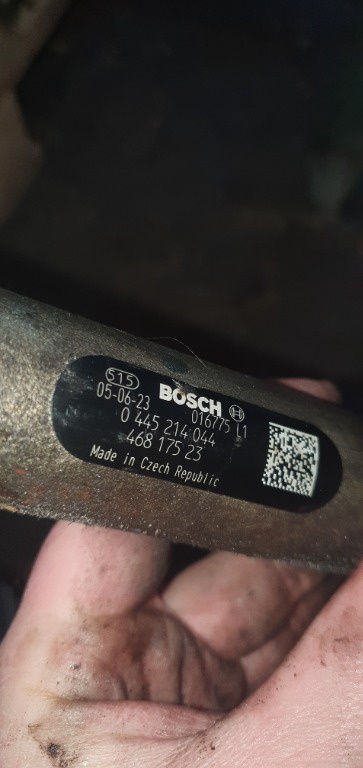 515
05-06-23 BOSCH
016775 L1
0 445 214 044
468 175 23
Made in Czech Republic